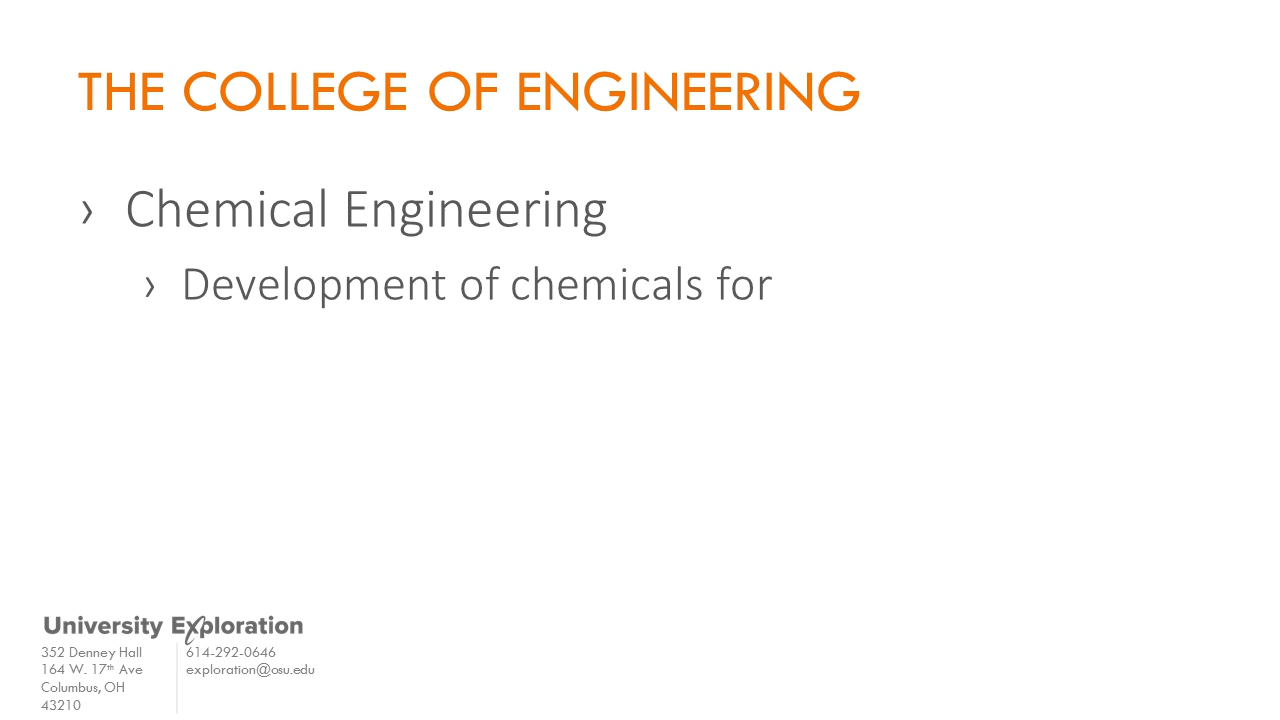 THE COLLEGE OF ENGINEERING
› Chemical Engineering
› Development of chemicals for
University Exploration
352 Denney Hall
164 W. 17th Ave
Columbus, OH
43210
614-292-0646
exploration@osu.edu